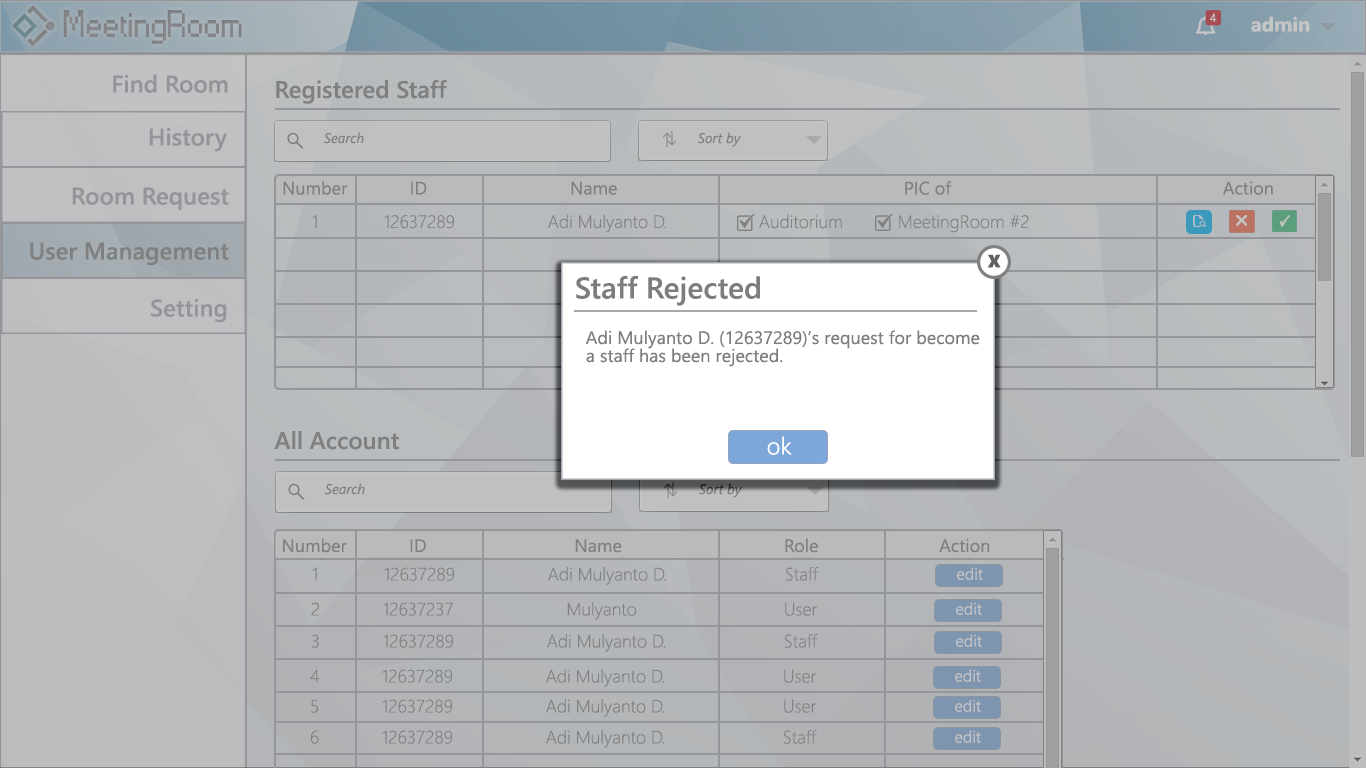 MeetingRoom
4
admin
Find Room
History
Room Request
User Management
Setting
Registered Staff
Search
Sort by
Number ID Name PIC of Action
1 12637289 Adi Mulyanto D. Auditorium MeetingRoom #2
X
Staff Rejected
Adi Mulyanto D. (12637289)’s request for become
a staff has been rejected.
ok
All Account
Search
Sort by
Number ID Name Role Action
1 12637289 Adi Mulyanto D. Staff edit
2 12637237 Mulyanto User edit
3 12637289 Adi Mulyanto D. Staff edit
4 12637289 Adi Mulyanto D. User edit
5 12637289 Adi Mulyanto D. User edit
6 12637289 Adi Mulyanto D. Staff edit